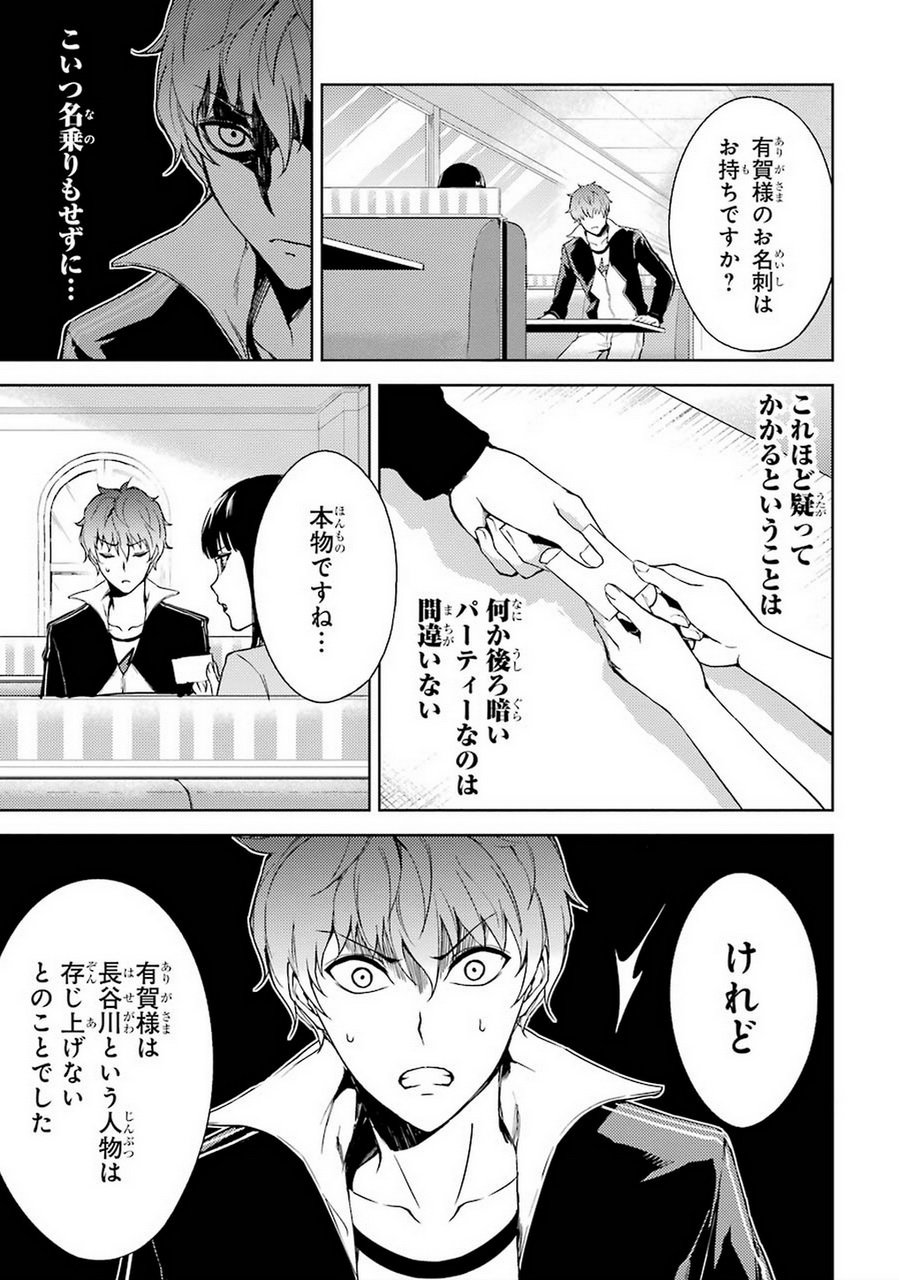 有賀様のお名刺は
お持ちですか？
こいつ名乗りもせずに…
これほど疑って
かかるということは
何か後ろ暗い
パーティーなのは
間違いない
本物ですね…
けれど
有賀様は
長谷川という人物は
存じ上げない
とのことでした